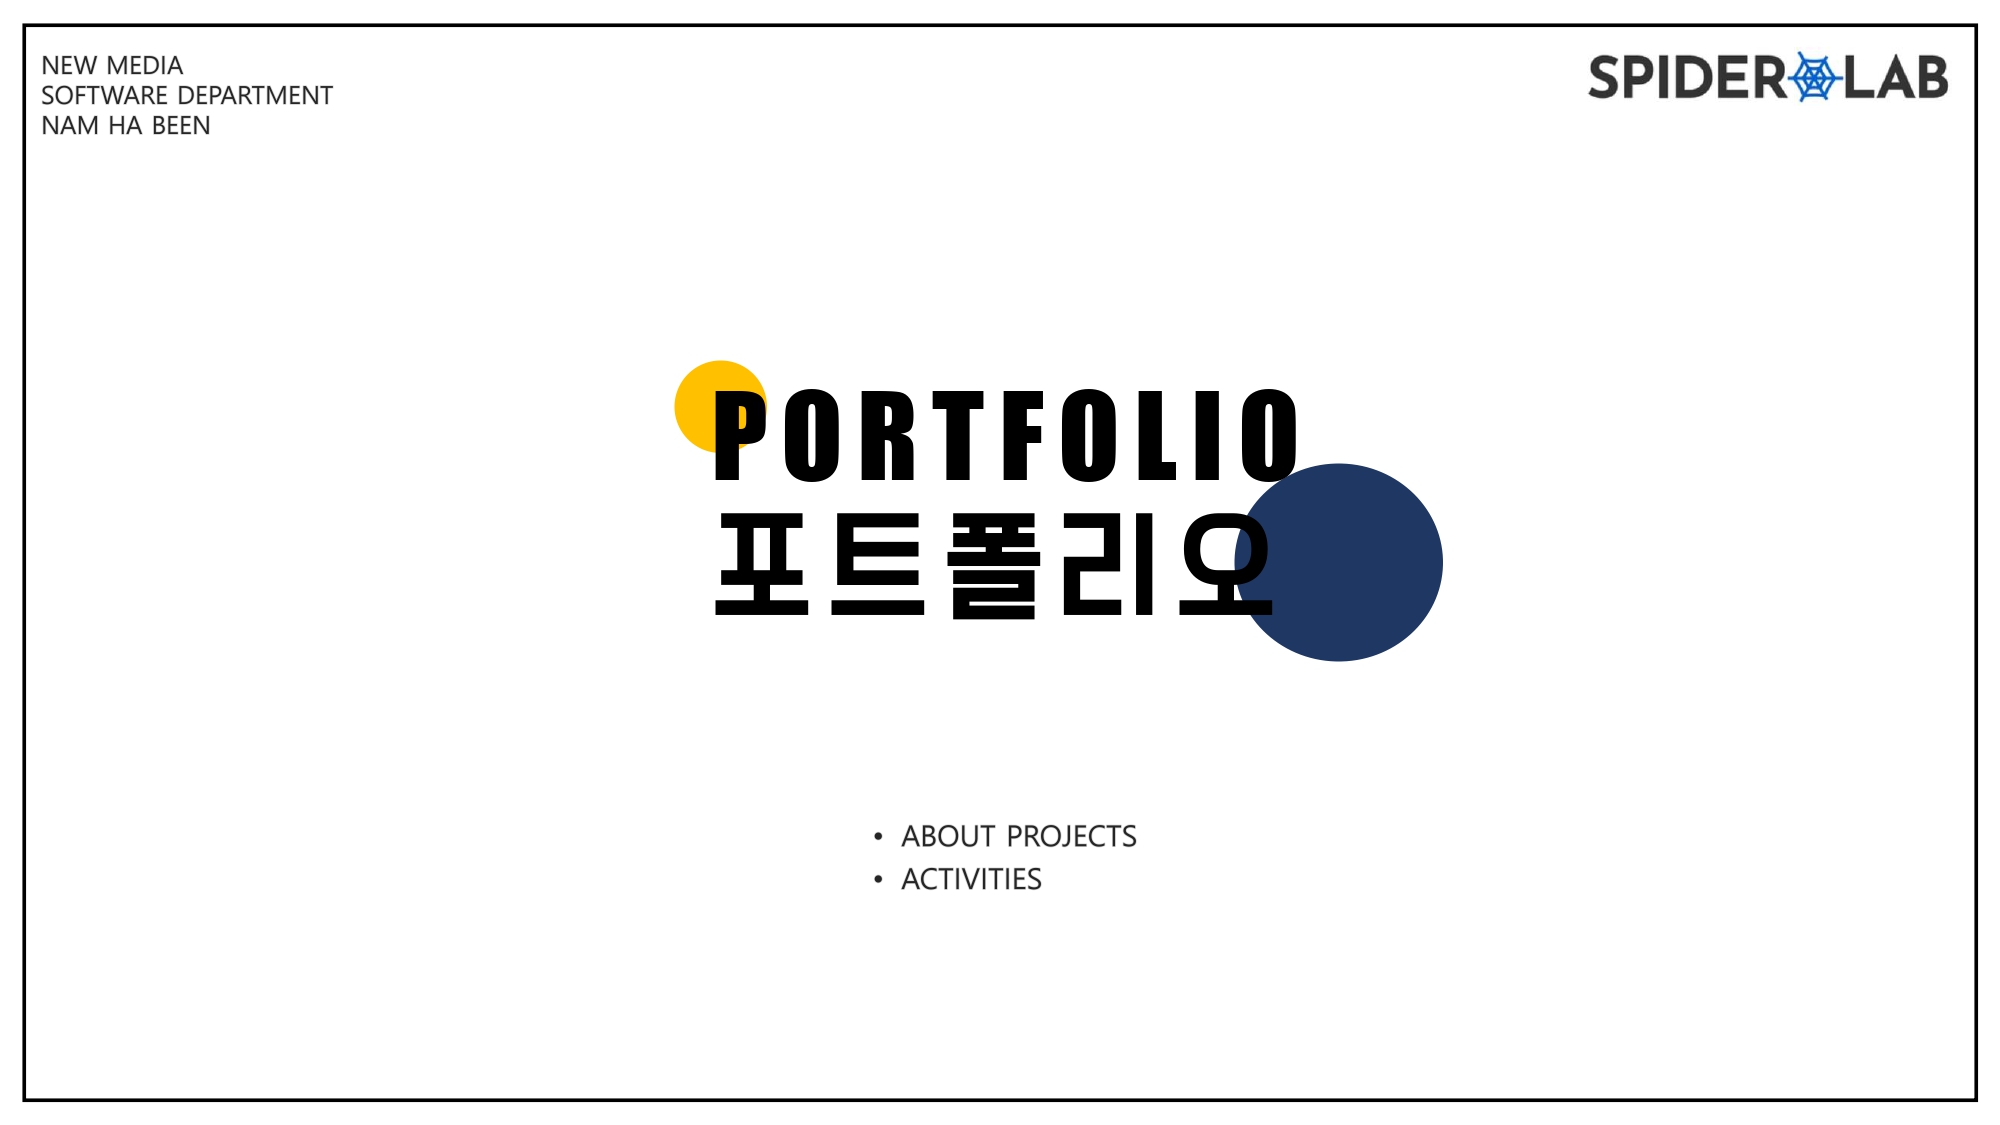 NEW MEDIA
SOFTWARE DEPARTMENT
NAM HA BEEN
SPIDER LAB
PORTFOLIO
포트폴리오
• ABOUT PROJECTS
• ACTIVITIES